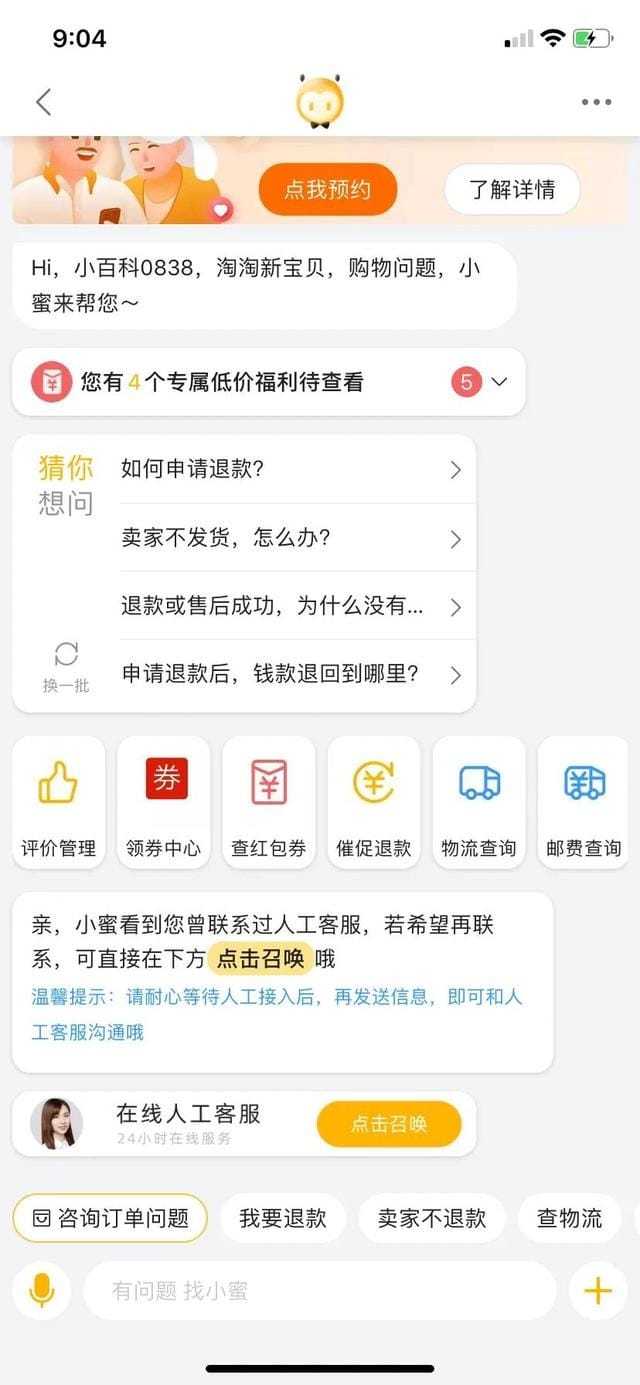 9:04
点我预约
了解详情
Hi，小百科0838，淘淘新宝贝，购物问题，小
蜜来帮您～
您有4个专属低价福利待查看
5
猜你
想问
如何申请退款?
卖家不发货，怎么办?
退款或售后成功，为什么没有...
申请退款后，钱款退回到哪里?
换一批
券
评价管理
领券中心
查红包券
催促退款
物流查询
邮费查询
亲，小蜜看到您曾联系过人工客服，若希望再联
系，可直接在下方 点击召唤 哦
温馨提示：请耐心等待人工接入后，再发送信息，即可和人
工客服沟通哦
在线人工客服
24小时在线服务
点击召唤
咨询订单问题
我要退款
卖家不退款
查物流
有问题 找小蜜